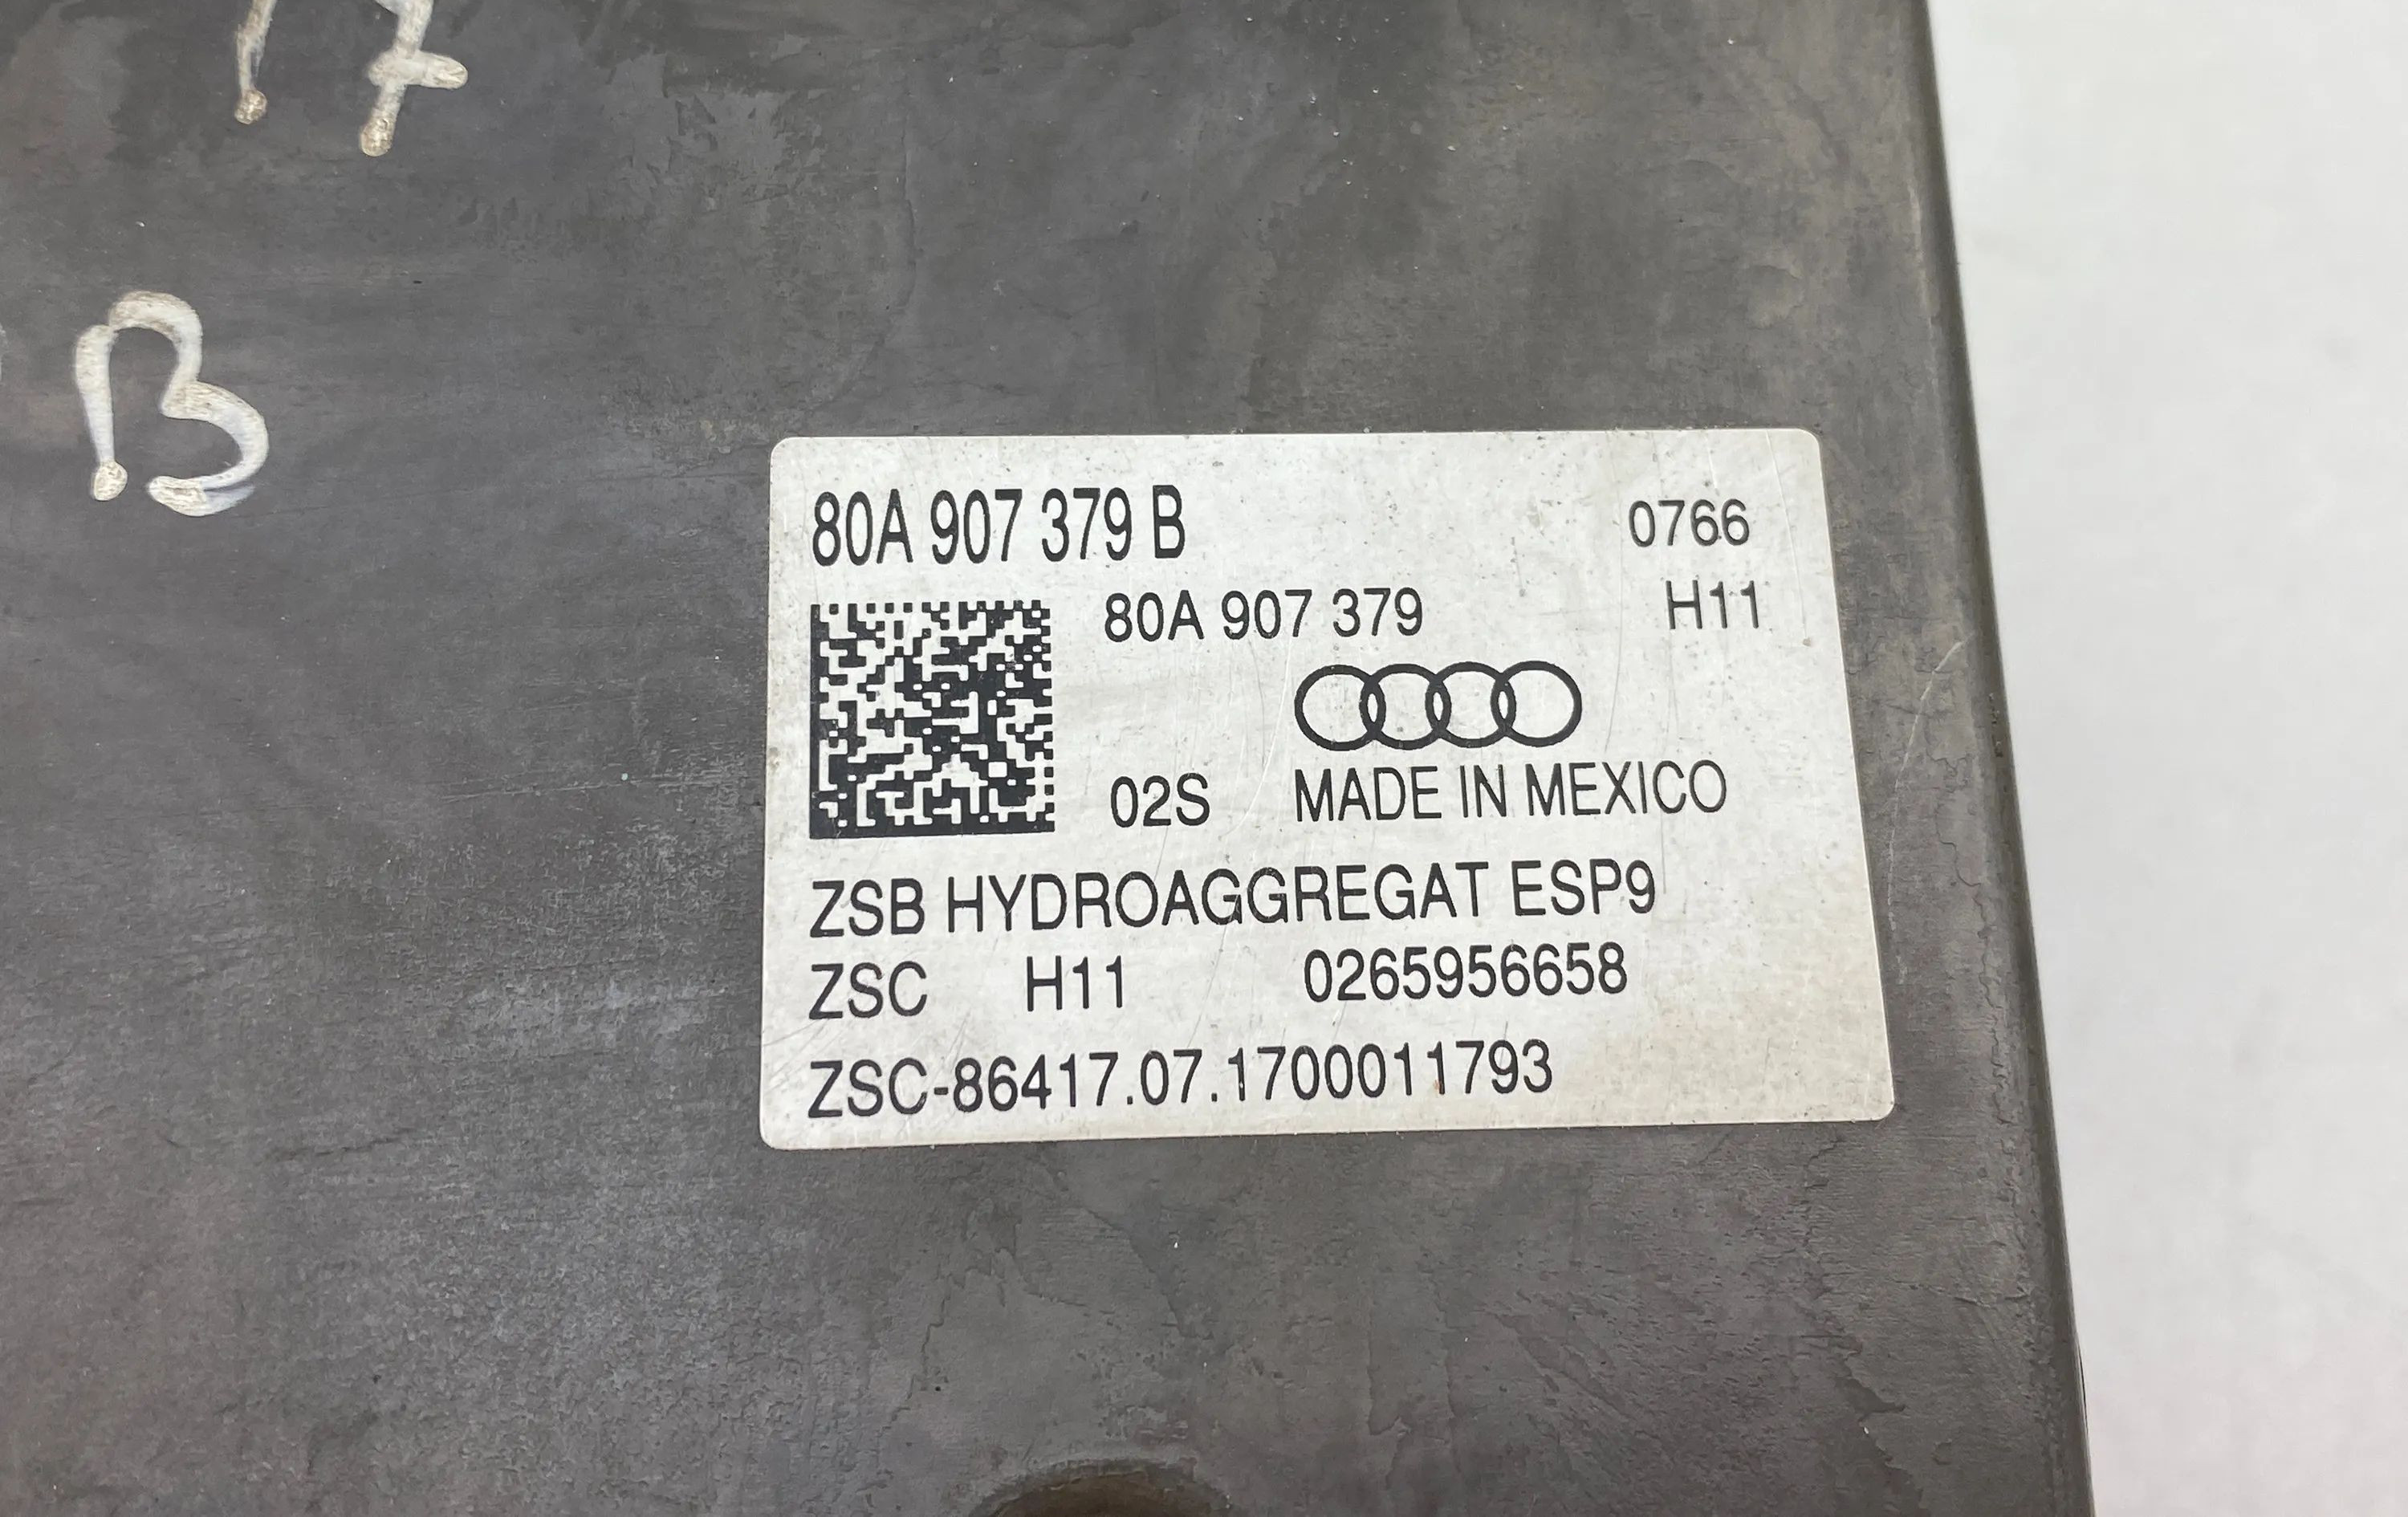 17
B
80A 907 379 B 0766
80A 907 379 H11
02S MADE IN MEXICO
ZSB HYDROAGGREGAT ESP9
ZSC H11 0265956658
ZSC-86417.07.1700011793